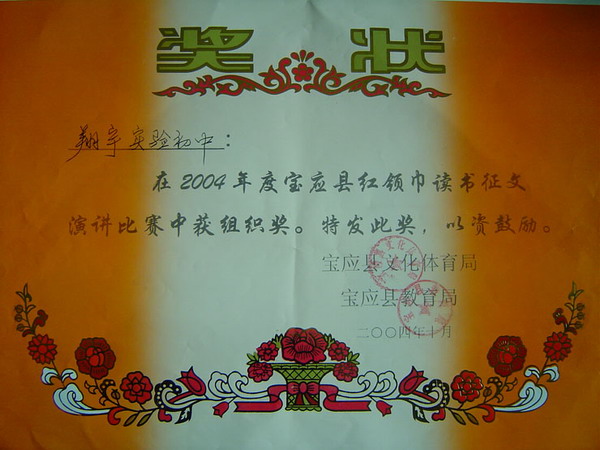 奖状
翔宇实验初中：
在2004年度宝应县红领巾读书征文
演讲比赛中获组织奖。特发此奖，以资鼓励。
宝应县文化体育局
宝应县教育局
二〇〇四年十月